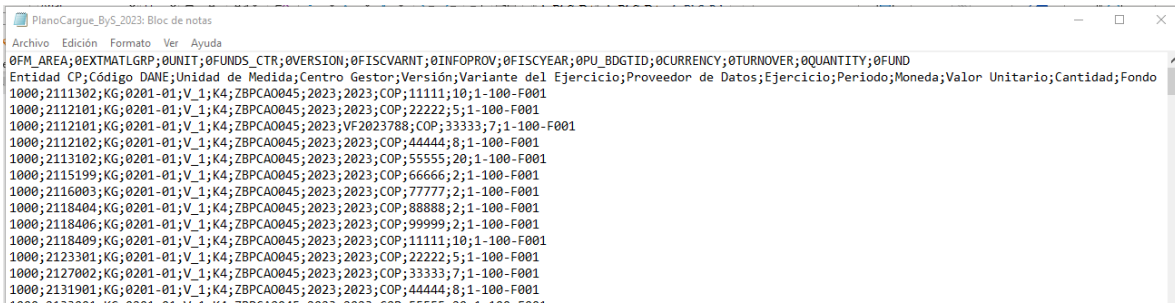 PlanoCargue_ByS_2023: Bloc de notas
Archivo Edición Formato Ver Ayuda
0FM_AREA;0EXTMATLGRP;0UNIT;0FUNDS_CTR;0VERSION;0FISCVARNT;0INFOPROV;0FISCYEAR;0PU_BDGTID;0CURRENCY;0TURNOVER;0QUANTITY;0FUND
Entidad CP;Código DANE;Unidad de Medida;Centro Gestor;Versión;Variante del Ejercicio;Proveedor de Datos;Ejercicio;Periodo;Moneda;Valor Unitario;Cantidad;Fondo
1000;2111302;KG;0201-01;V_1;K4;ZBPCAO045;2023;2023;COP;11111;10;1-100-F001
1000;2112101;KG;0201-01;V_1;K4;ZBPCAO045;2023;2023;COP;22222;5;1-100-F001
1000;2112101;KG;0201-01;V_1;K4;ZBPCAO045;2023;VF2023788;COP;33333;7;1-100-F001
1000;2112102;KG;0201-01;V_1;K4;ZBPCAO045;2023;2023;COP;44444;8;1-100-F001
1000;2113102;KG;0201-01;V_1;K4;ZBPCAO045;2023;2023;COP;55555;20;1-100-F001
1000;2115199;KG;0201-01;V_1;K4;ZBPCAO045;2023;2023;COP;66666;2;1-100-F001
1000;2116003;KG;0201-01;V_1;K4;ZBPCAO045;2023;2023;COP;77777;2;1-100-F001
1000;2118404;KG;0201-01;V_1;K4;ZBPCAO045;2023;2023;COP;88888;2;1-100-F001
1000;2118406;KG;0201-01;V_1;K4;ZBPCAO045;2023;2023;COP;99999;2;1-100-F001
1000;2118409;KG;0201-01;V_1;K4;ZBPCAO045;2023;2023;COP;11111;10;1-100-F001
1000;2123301;KG;0201-01;V_1;K4;ZBPCAO045;2023;2023;COP;22222;5;1-100-F001
1000;2127002;KG;0201-01;V_1;K4;ZBPCAO045;2023;2023;COP;33333;7;1-100-F001
1000;2131901;KG;0201-01;V_1;K4;ZBPCAO045;2023;2023;COP;44444;8;1-100-F001